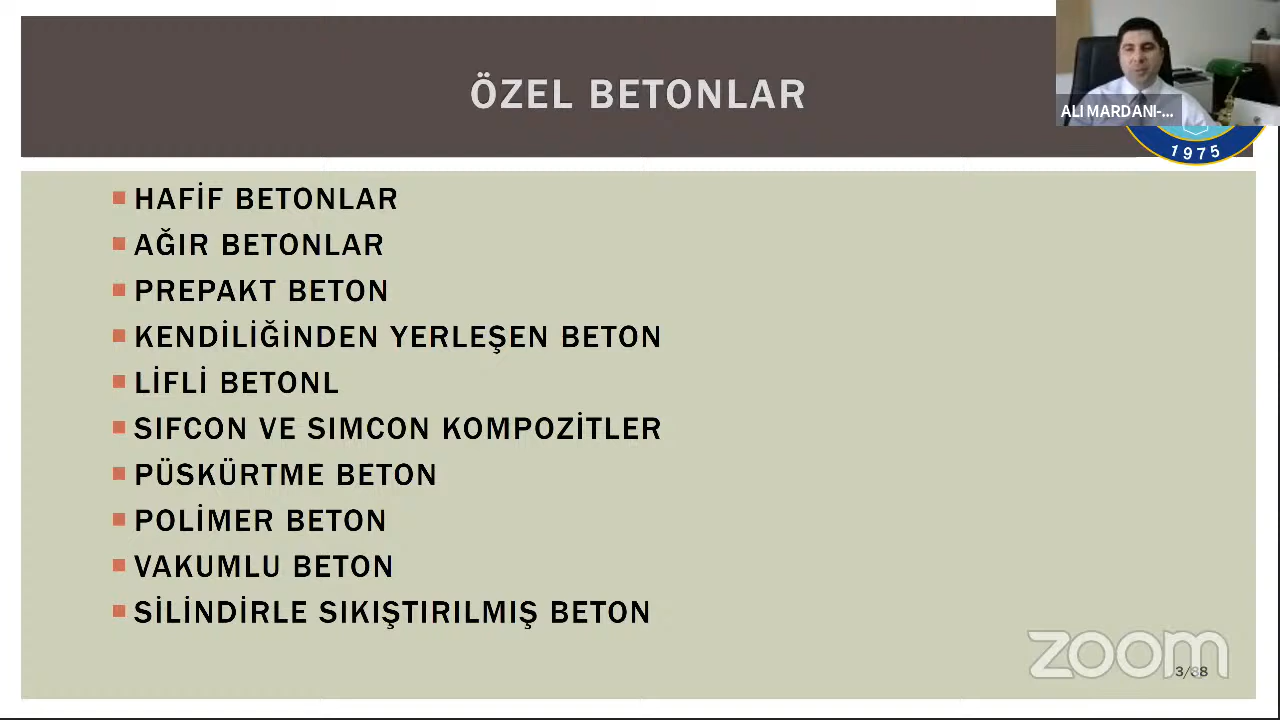 ÖZEL BETONLAR
ALI MARDANI-...
1975
HAFİF BETONLAR
AĞIR BETONLAR
PREPAKT BETON
KENDİLİĞİNDEN YERLEŞEN BETON
LİFLİ BETONL
SIFCON VE SIMCON KOMPOZİTLER
PÜSKÜRTME BETON
POLİMER BETON
VAKUMLU BETON
SİLİNDİRLE SIKIŞTIRILMIŞ BETON
zoom
3/88